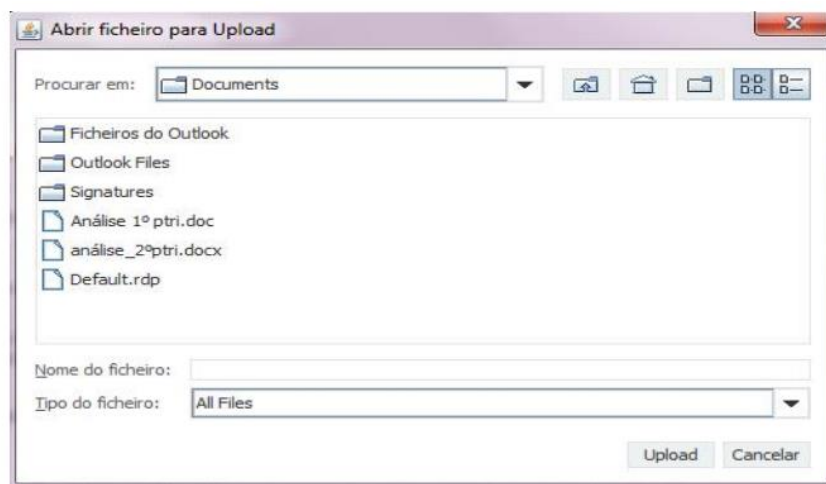 Abrir ficheiro para Upload
Procurar em: Documents
Ficheiros do Outlook
Outlook Files
Signatures
Análise 1º ptri.doc
análise_2ºptri.docx
Default.rdp
Nome do ficheiro:
Tipo do ficheiro: All Files
Upload Cancelar